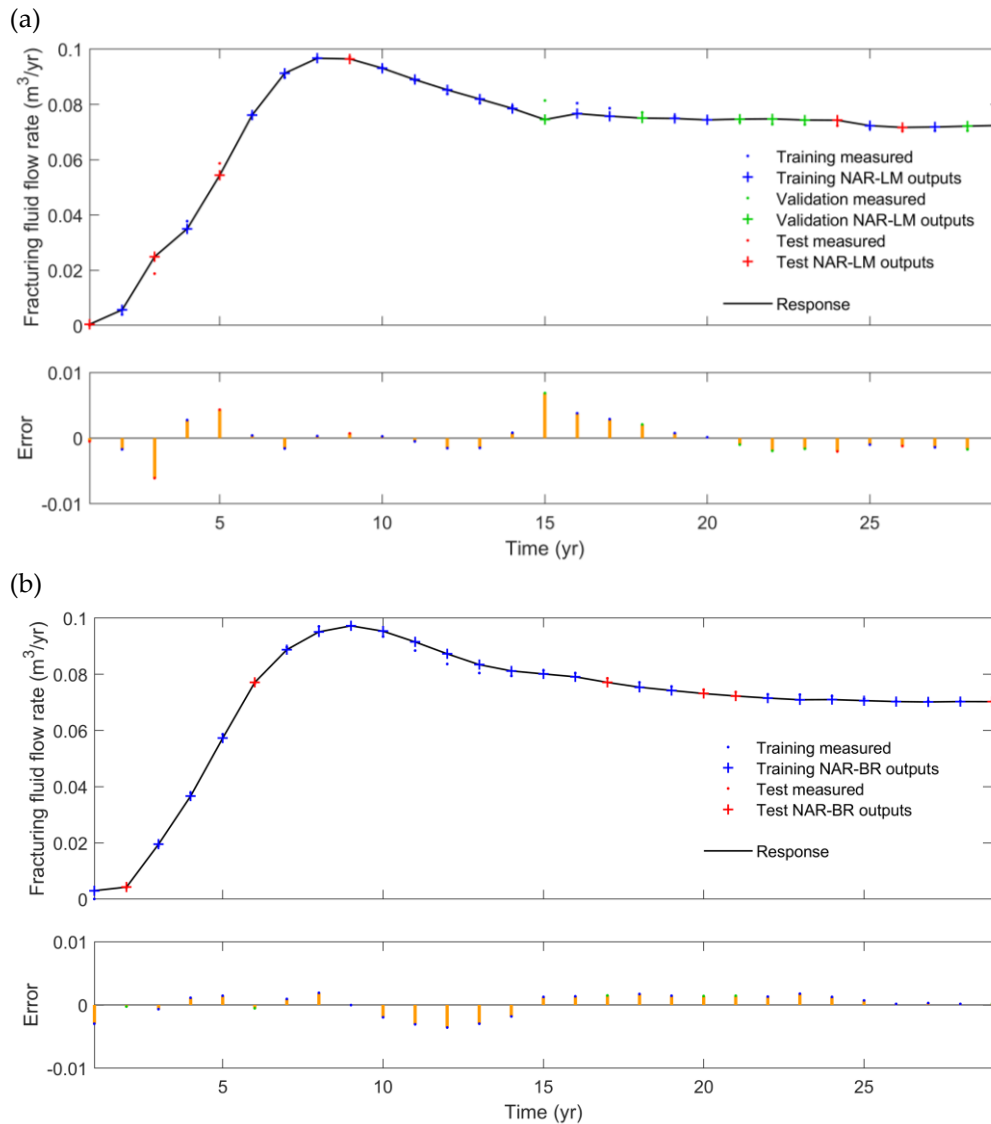 (a)
Fracturing fluid flow rate (m³/yr)
0.1
0.08
0.06
0.04
0.02
0
Training measured
Training NAR-LM outputs
Validation measured
Validation NAR-LM outputs
Test measured
Test NAR-LM outputs
Response
Error
0.01
0
-0.01
5
10
15
20
25
Time (yr)
(b)
Fracturing fluid flow rate (m³/yr)
0.1
0.08
0.06
0.04
0.02
0
Training measured
Training NAR-BR outputs
Test measured
Test NAR-BR outputs
Response
Error
0.01
0
-0.01
5
10
15
20
25
Time (yr)